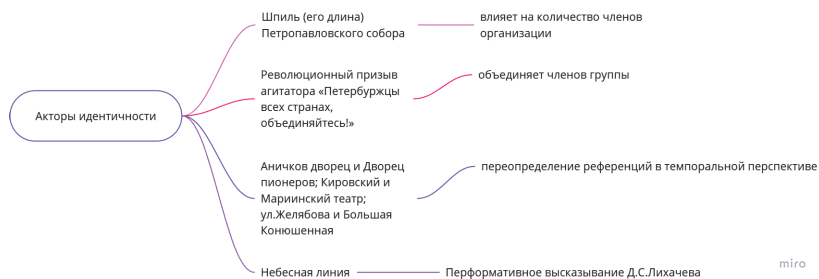 Акторы идентичности
Шпиль (его длина)
Петропавловского собора
влияет на количество членов
организации
Революционный призыв
агитатора «Петербуржцы
всех странах,
объединяйтесь!»
объединяет членов группы
Аничков дворец и Дворец
пионеров; Кировский и
Мариинский театр;
ул.Желябова и Большая
Конюшенная
переопределение референций в темпоральной перспективе
Небесная линия
Перформативное высказывание Д.С.Лихачева
miro